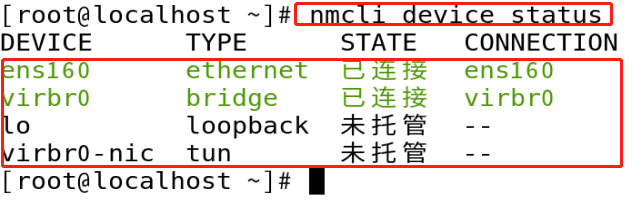 [root@localhost ~]# nmcli device status
DEVICE TYPE STATE CONNECTION
ens160 ethernet 已连接 ens160
virbr0 bridge 已连接 virbr0
lo loopback 未托管 --
virbr0-nic tun 未托管 --
[root@localhost ~]#